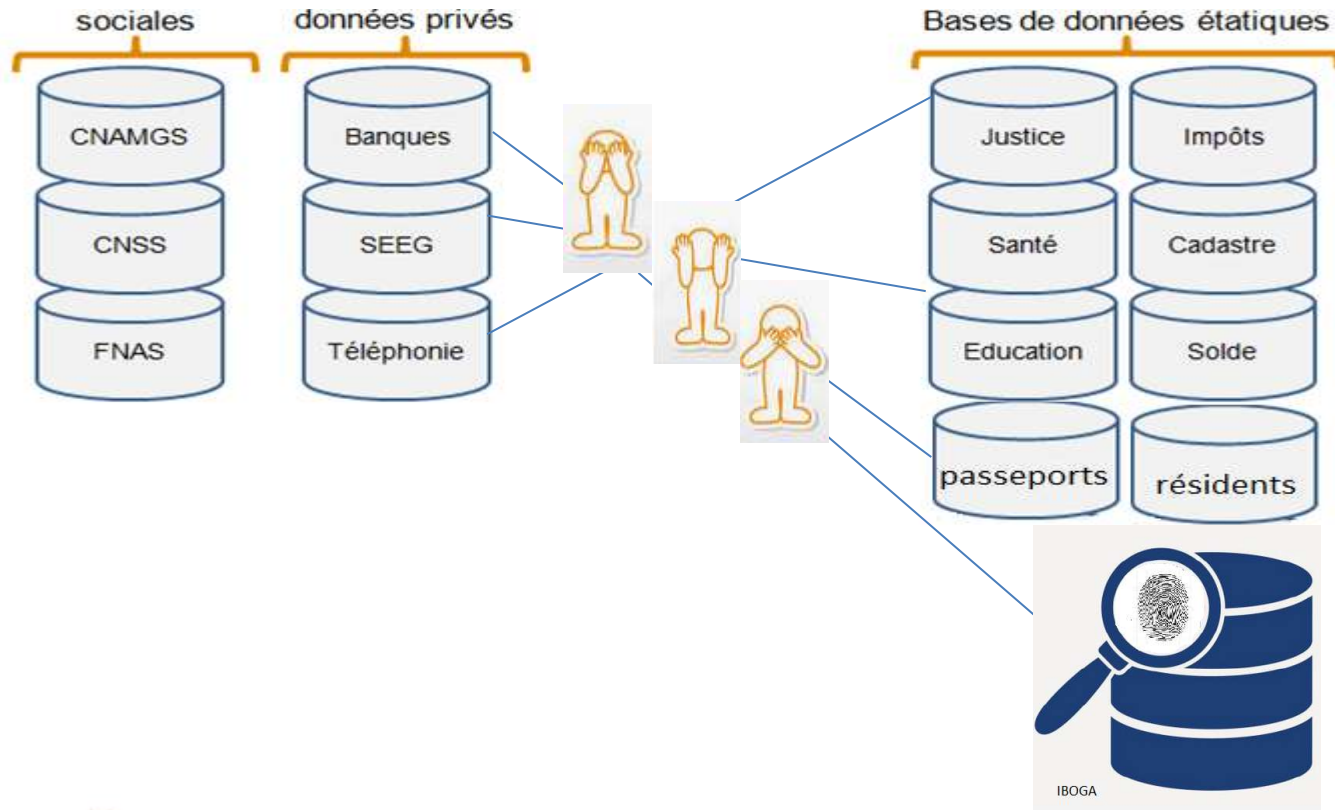 sociales
données privés
Bases de données étatiques
CNAMGS
CNSS
FNAS
Banques
SEEG
Téléphonie
Justice
Impôts
Santé
Cadastre
Education
Solde
passeports
résidents
IBOGA